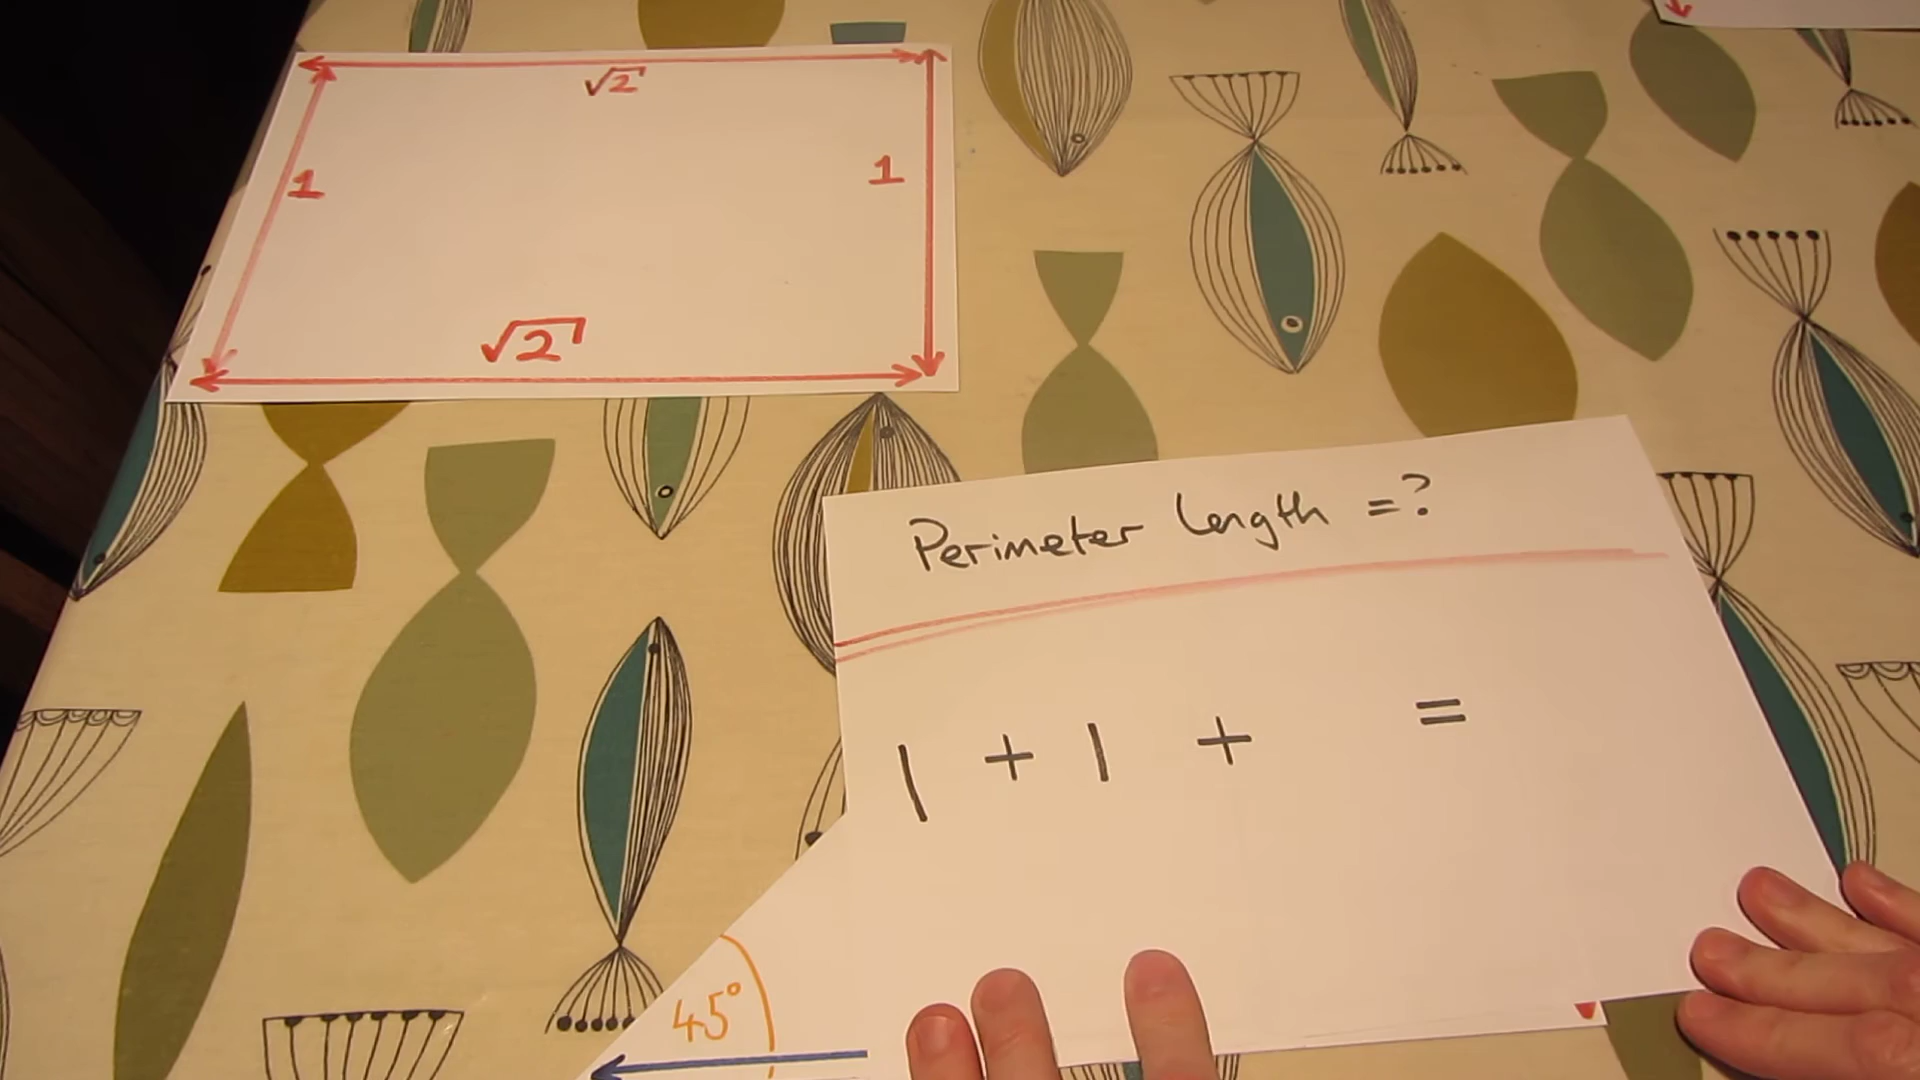 √2
1
1
√2
Perimeter Length =?
1 + 1 + =
45°